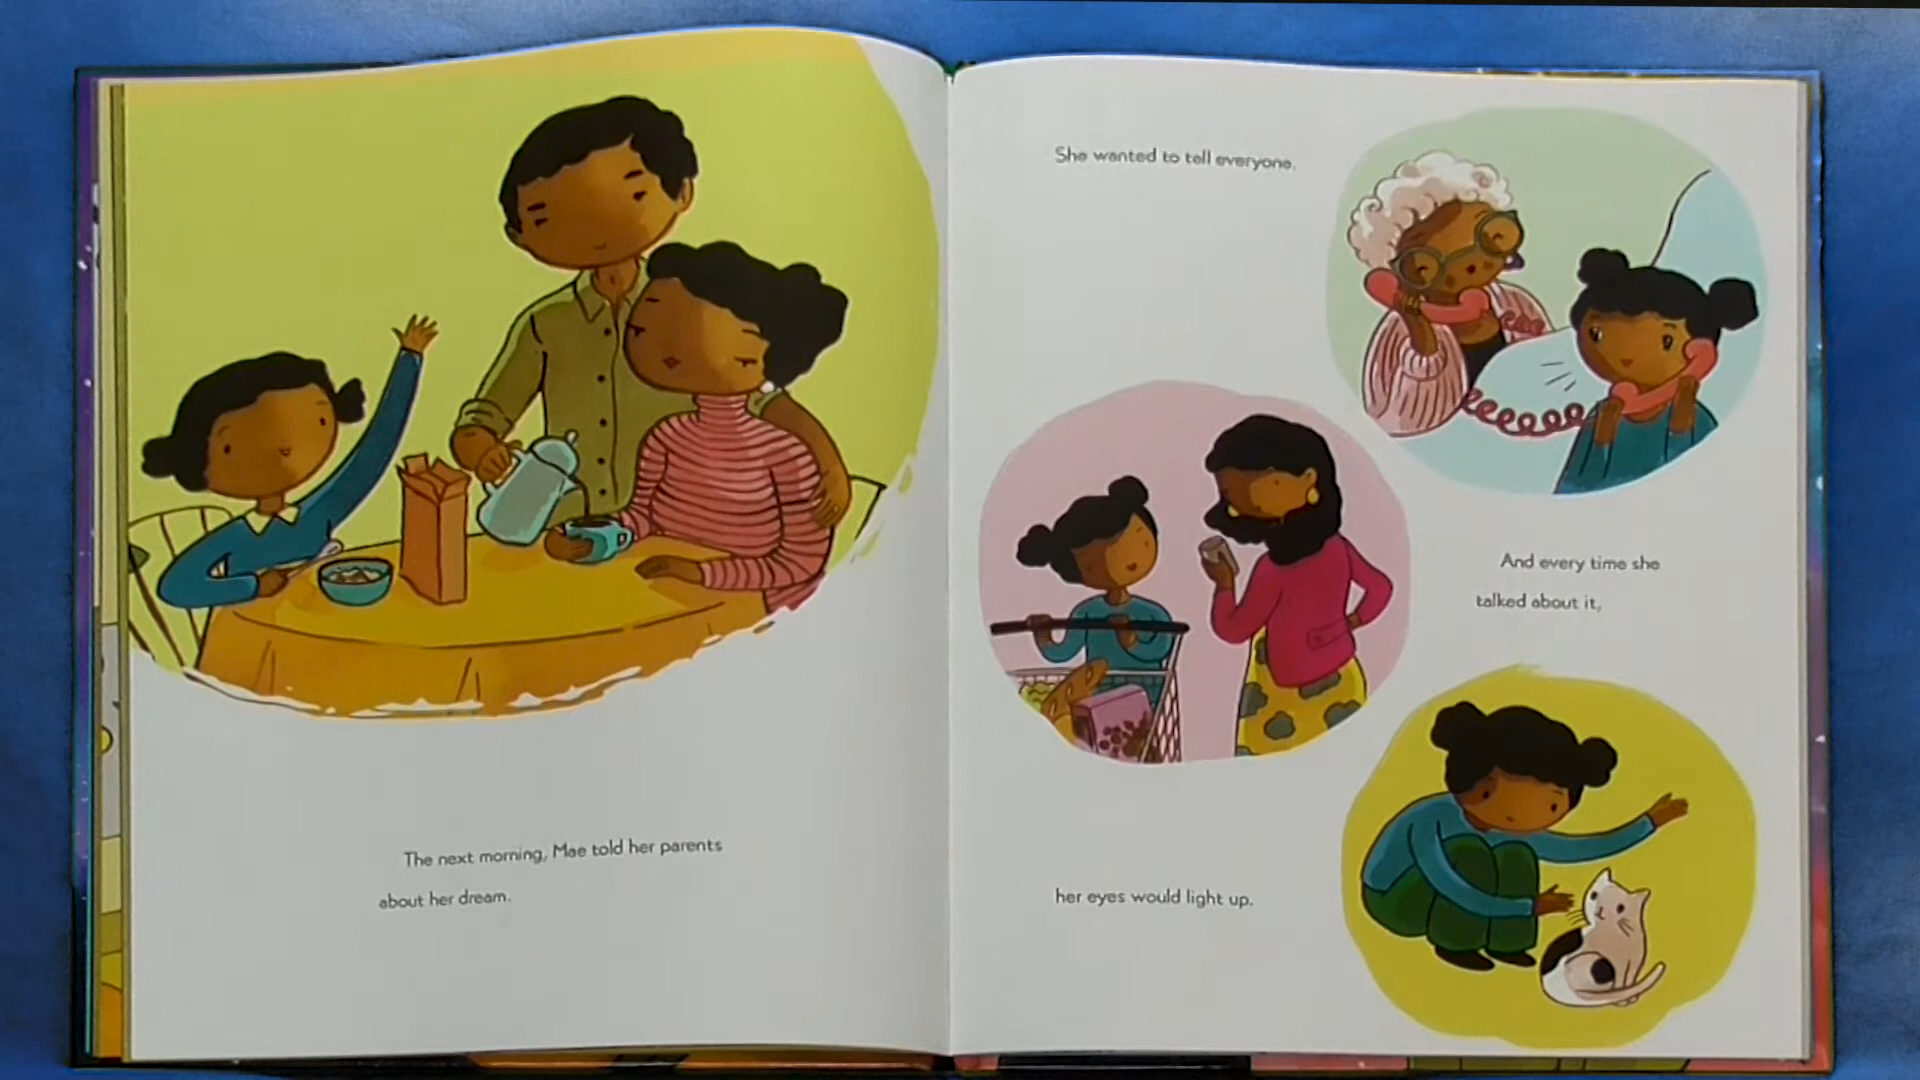 The next morning, Mae told her parents
about her dream.
She wanted to tell everyone.
And every time she
talked about it,
her eyes would light up.